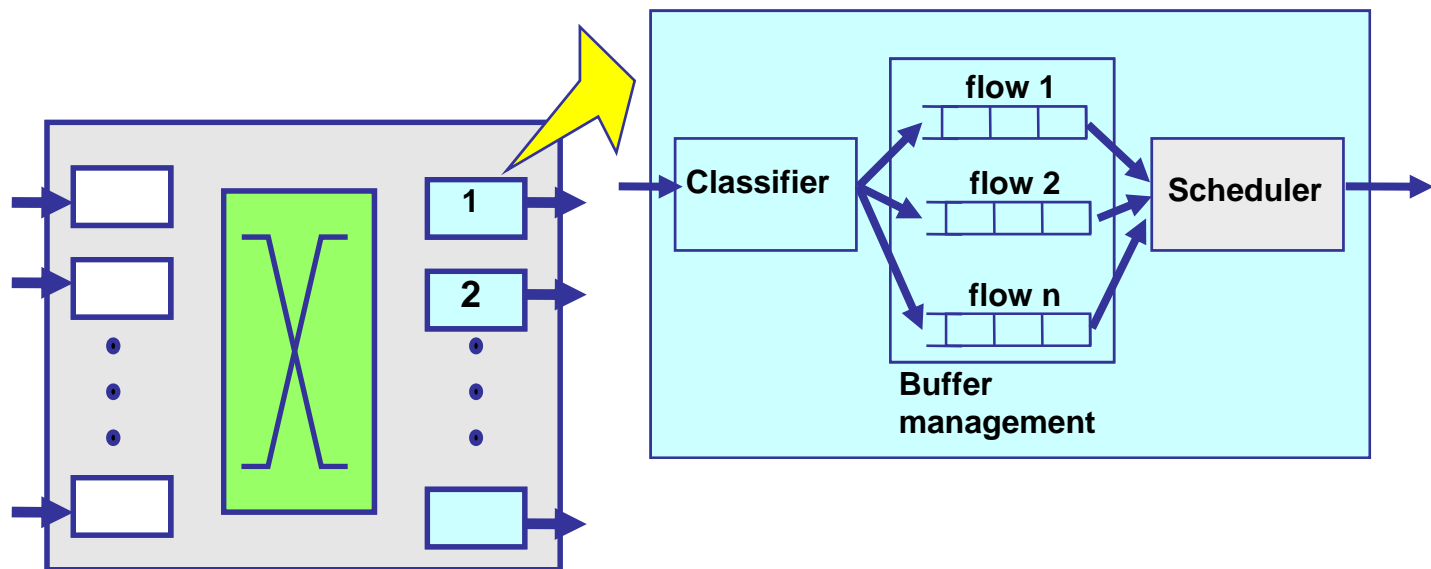 1
2
flow 1
Classifier
flow 2
Scheduler
flow n
Buffer
management